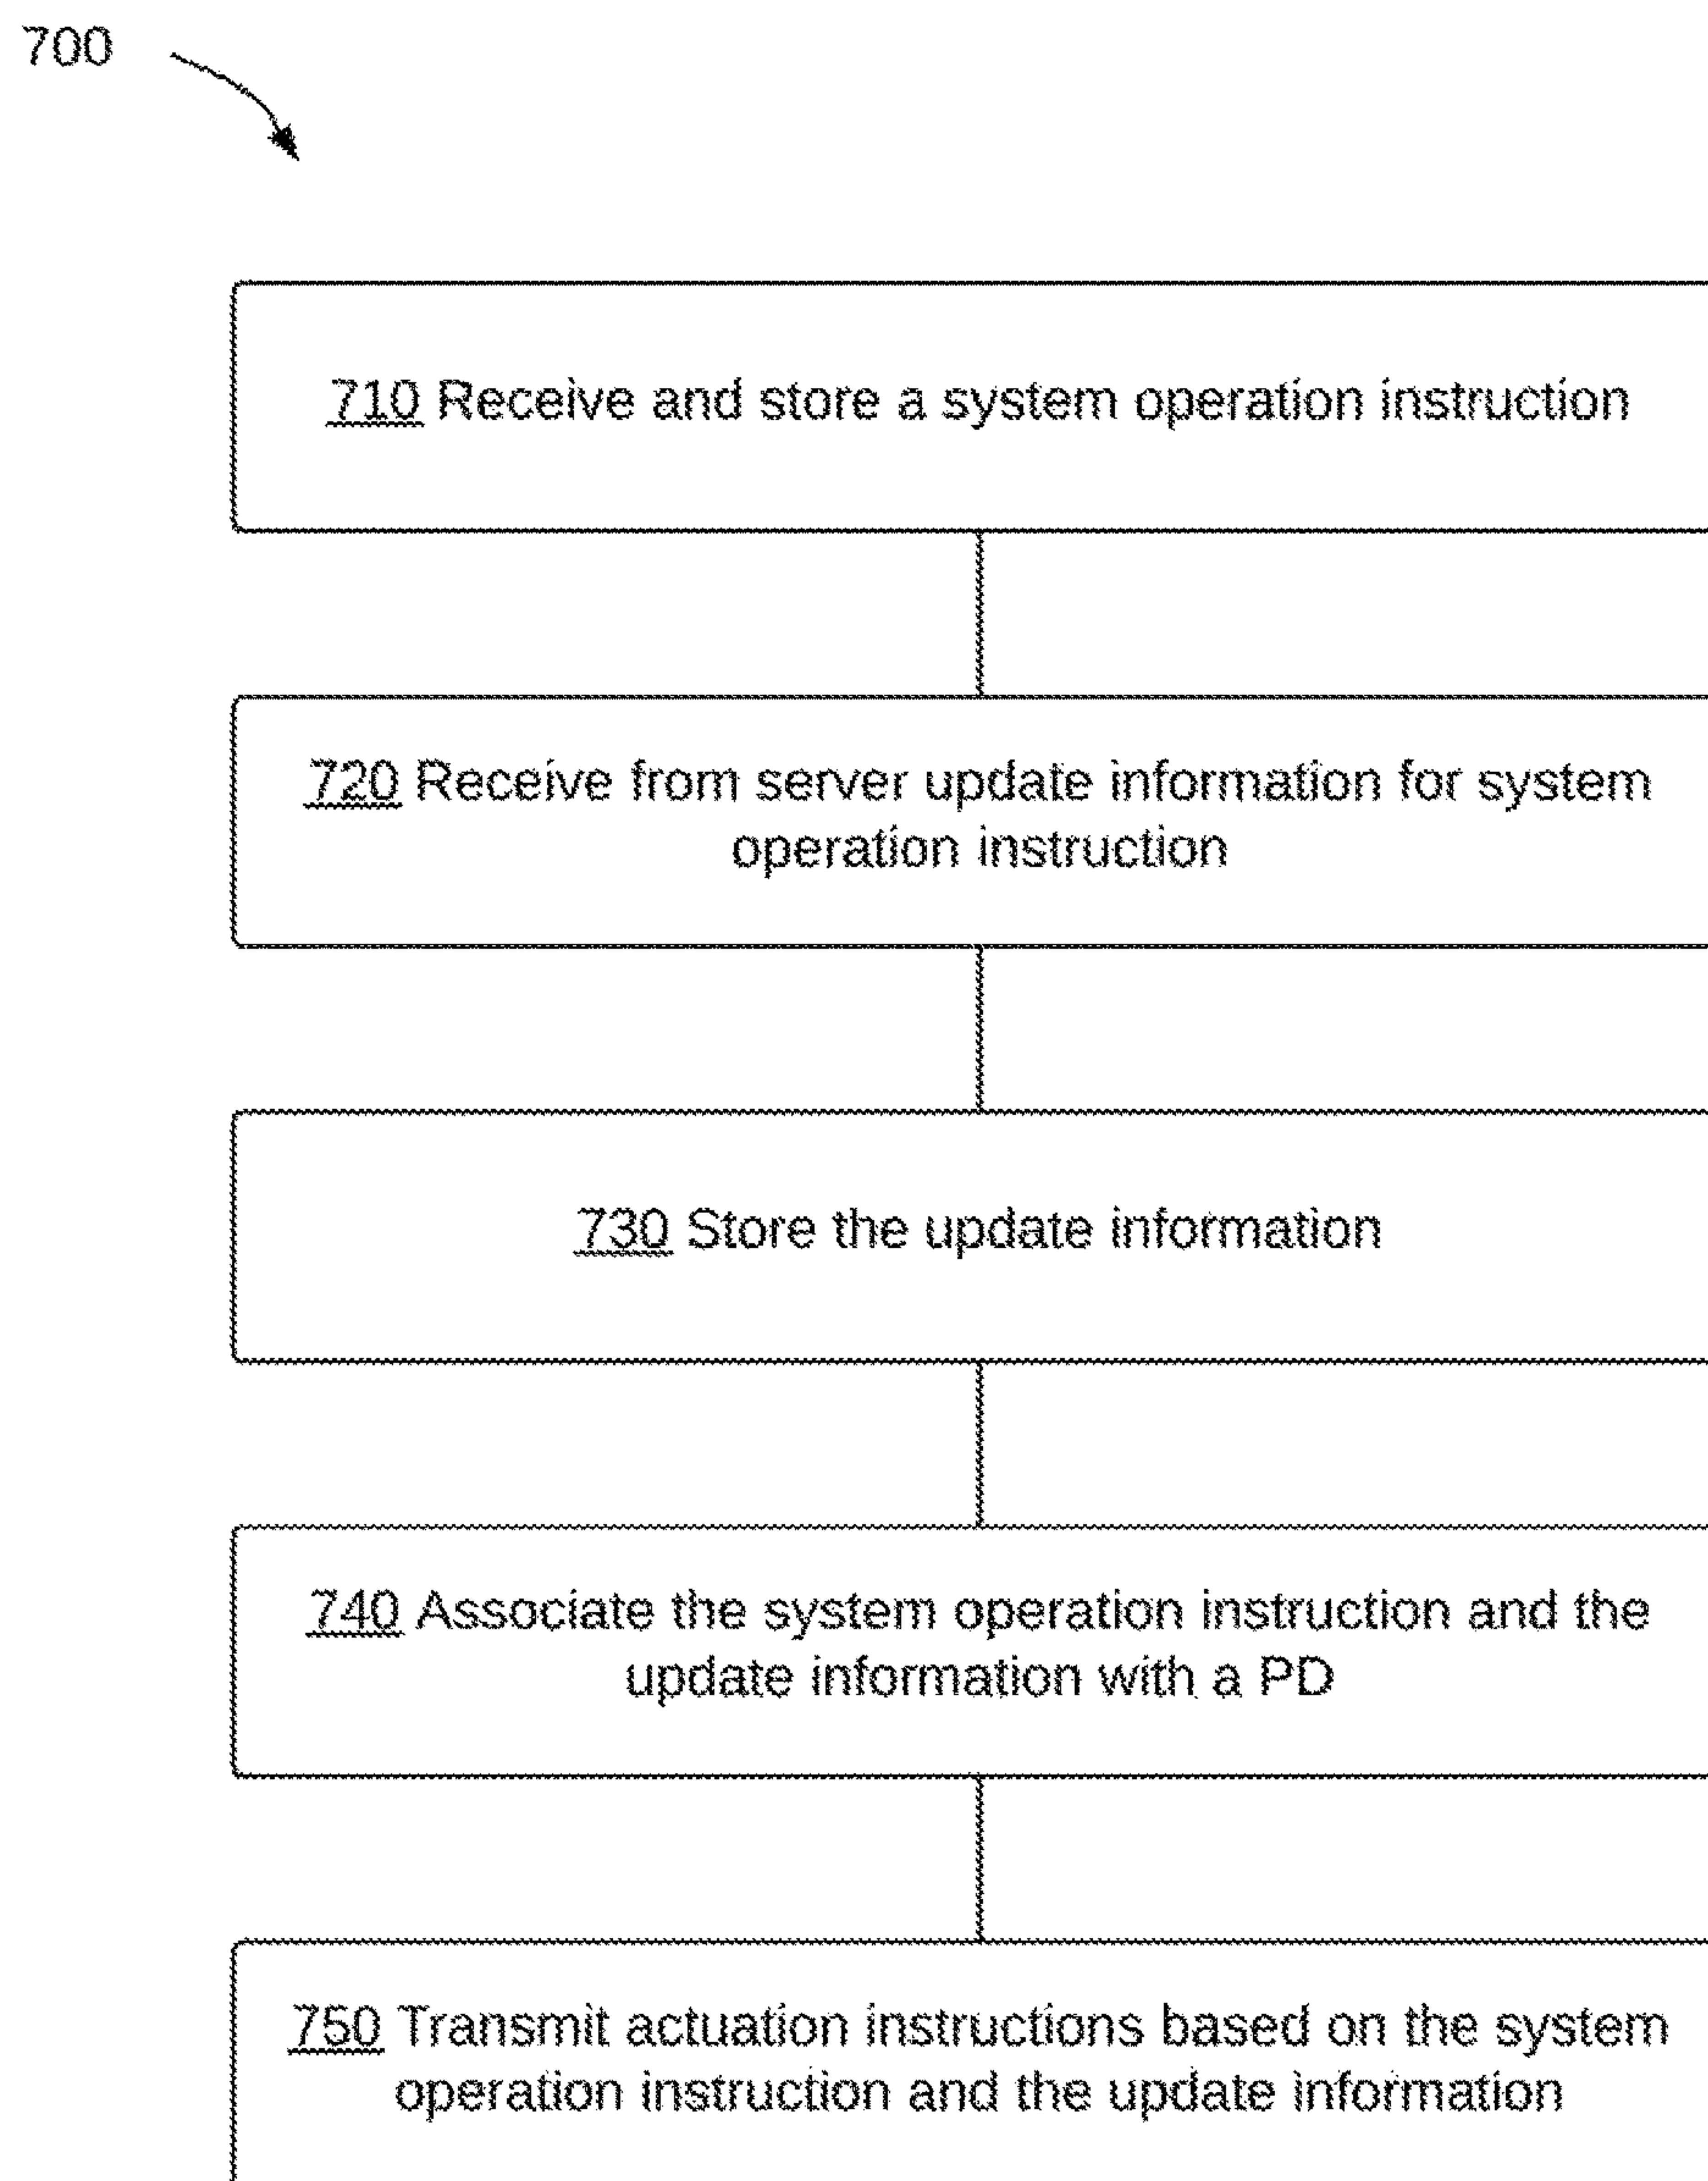 700
710 Receive and store a system operation instruction
720 Receive from server update information for system
operation instruction
730 Store the update information
740 Associate the system operation instruction and the
update information with a PD
750 Transmit actuation instructions based on the system
operation instruction and the update information